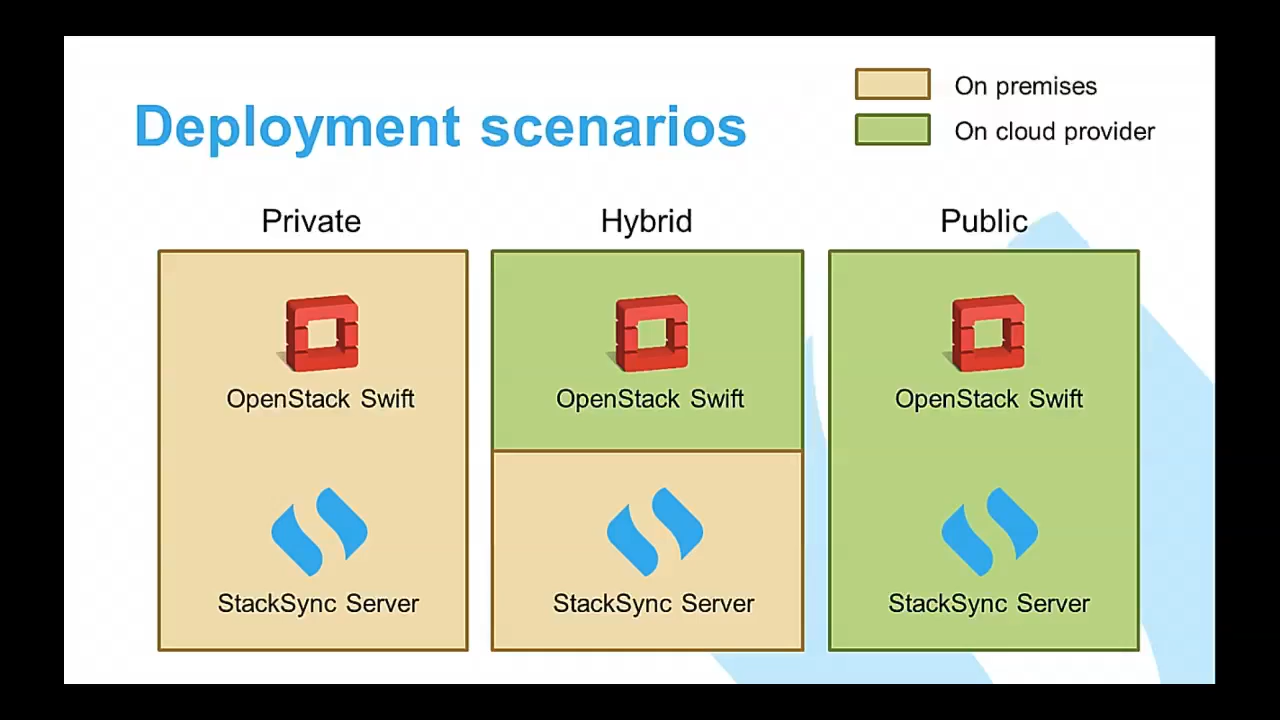 Deployment scenarios
On premises
On cloud provider
Private
Hybrid
Public
OpenStack Swift
OpenStack Swift
OpenStack Swift
StackSync Server
StackSync Server
StackSync Server